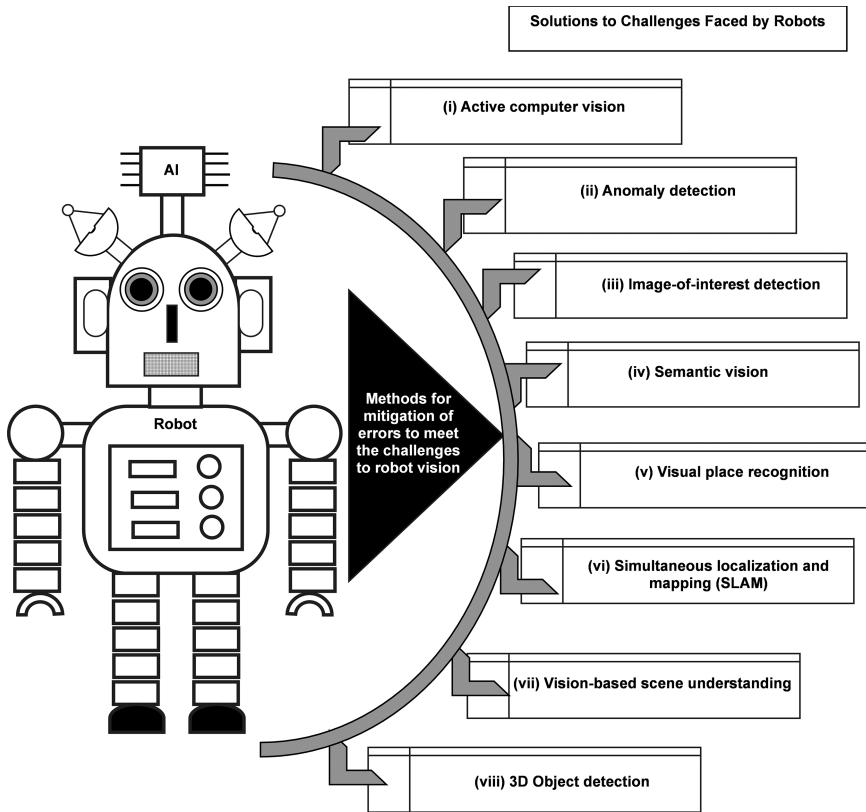 Solutions to Challenges Faced by Robots
(i) Active computer vision
AI
(ii) Anomaly detection
(iii) Image-of-interest detection
(iv) Semantic vision
Methods for
mitigation of
errors to meet
the challenges
to robot vision
Robot
(v) Visual place recognition
(vi) Simultaneous localization and
mapping (SLAM)
(vii) Vision-based scene understanding
(viii) 3D Object detection